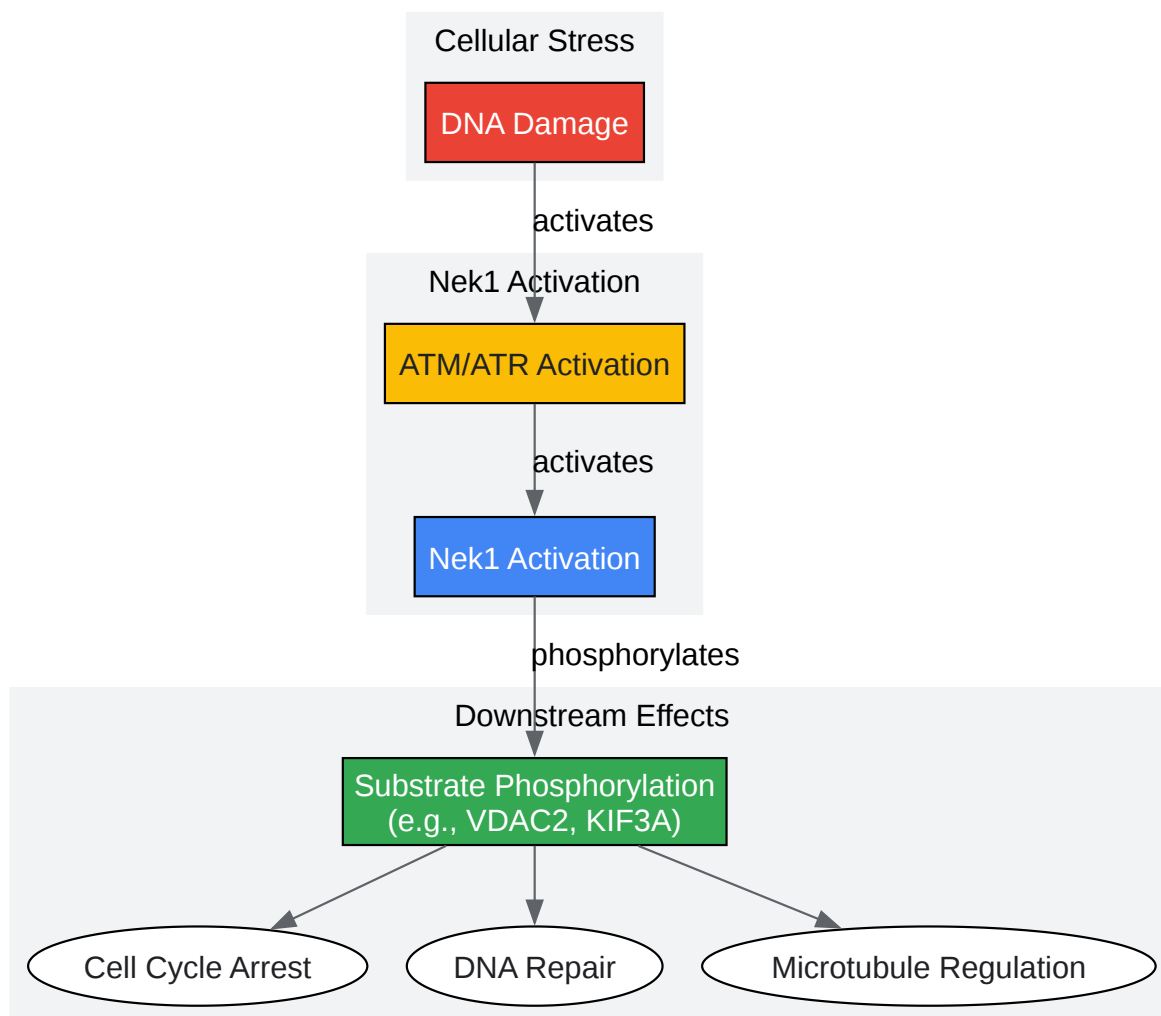 Cellular Stress
DNA Damage
activates
Nek1 Activation
ATM/ATR Activation
activates
Nek1 Activation
phosphorylates
Downstream Effects
Substrate Phosphorylation
(e.g., VDAC2, KIF3A)
Cell Cycle Arrest
DNA Repair
Microtubule Regulation